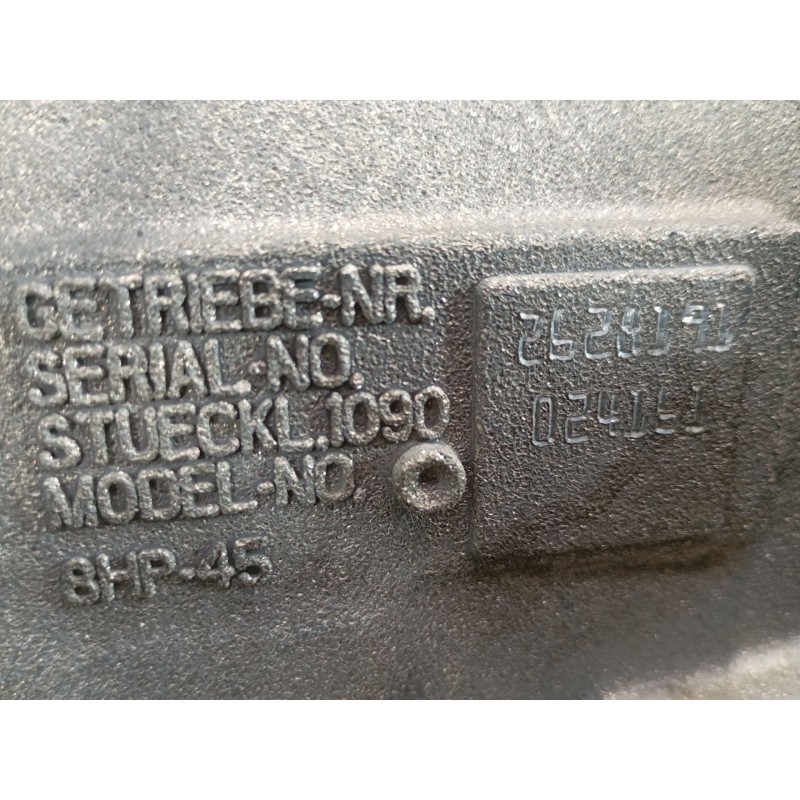 GETRIEBE-NR.
SERIAL-NO.
STUECKL.1090
MODEL-NO.
8HP-45